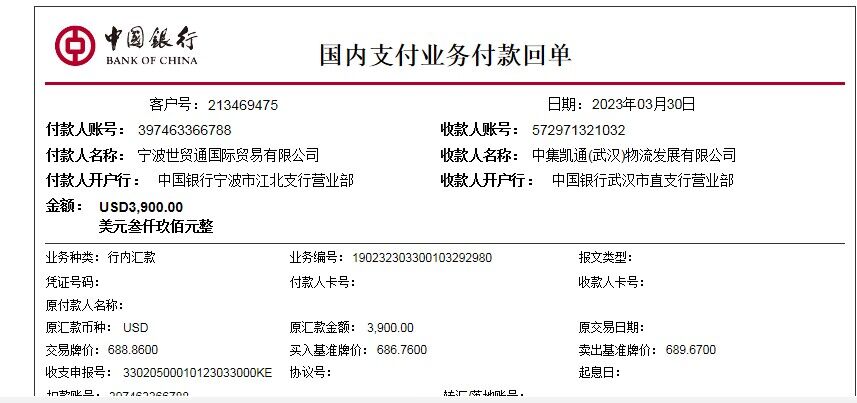 中国银行
BANK OF CHINA
国内支付业务付款回单
客户号：213469475 日期：2023年03月30日
付款人账号： 397463366788 收款人账号： 572971321032
付款人名称： 宁波世贸通国际贸易有限公司 收款人名称： 中集凯通(武汉)物流发展有限公司
付款人开户行： 中国银行宁波市江北支行营业部 收款人开户行： 中国银行武汉市直支行营业部
金额： USD3,900.00
美元叁仟玖佰元整
业务种类： 行内汇款 业务编号： 190232303300103292980 报文类型：
凭证号码： 付款人卡号： 收款人卡号：
原付款人名称：
原汇款币种： USD 原汇款金额： 3,900.00 原交易日期：
交易牌价： 688.8600 买入基准牌价： 686.7600 卖出基准牌价： 689.6700
收支申报号： 33020500010123033000KE 协议号： 起息日：
扣款账号： 397463366788 转汇/落地账号：